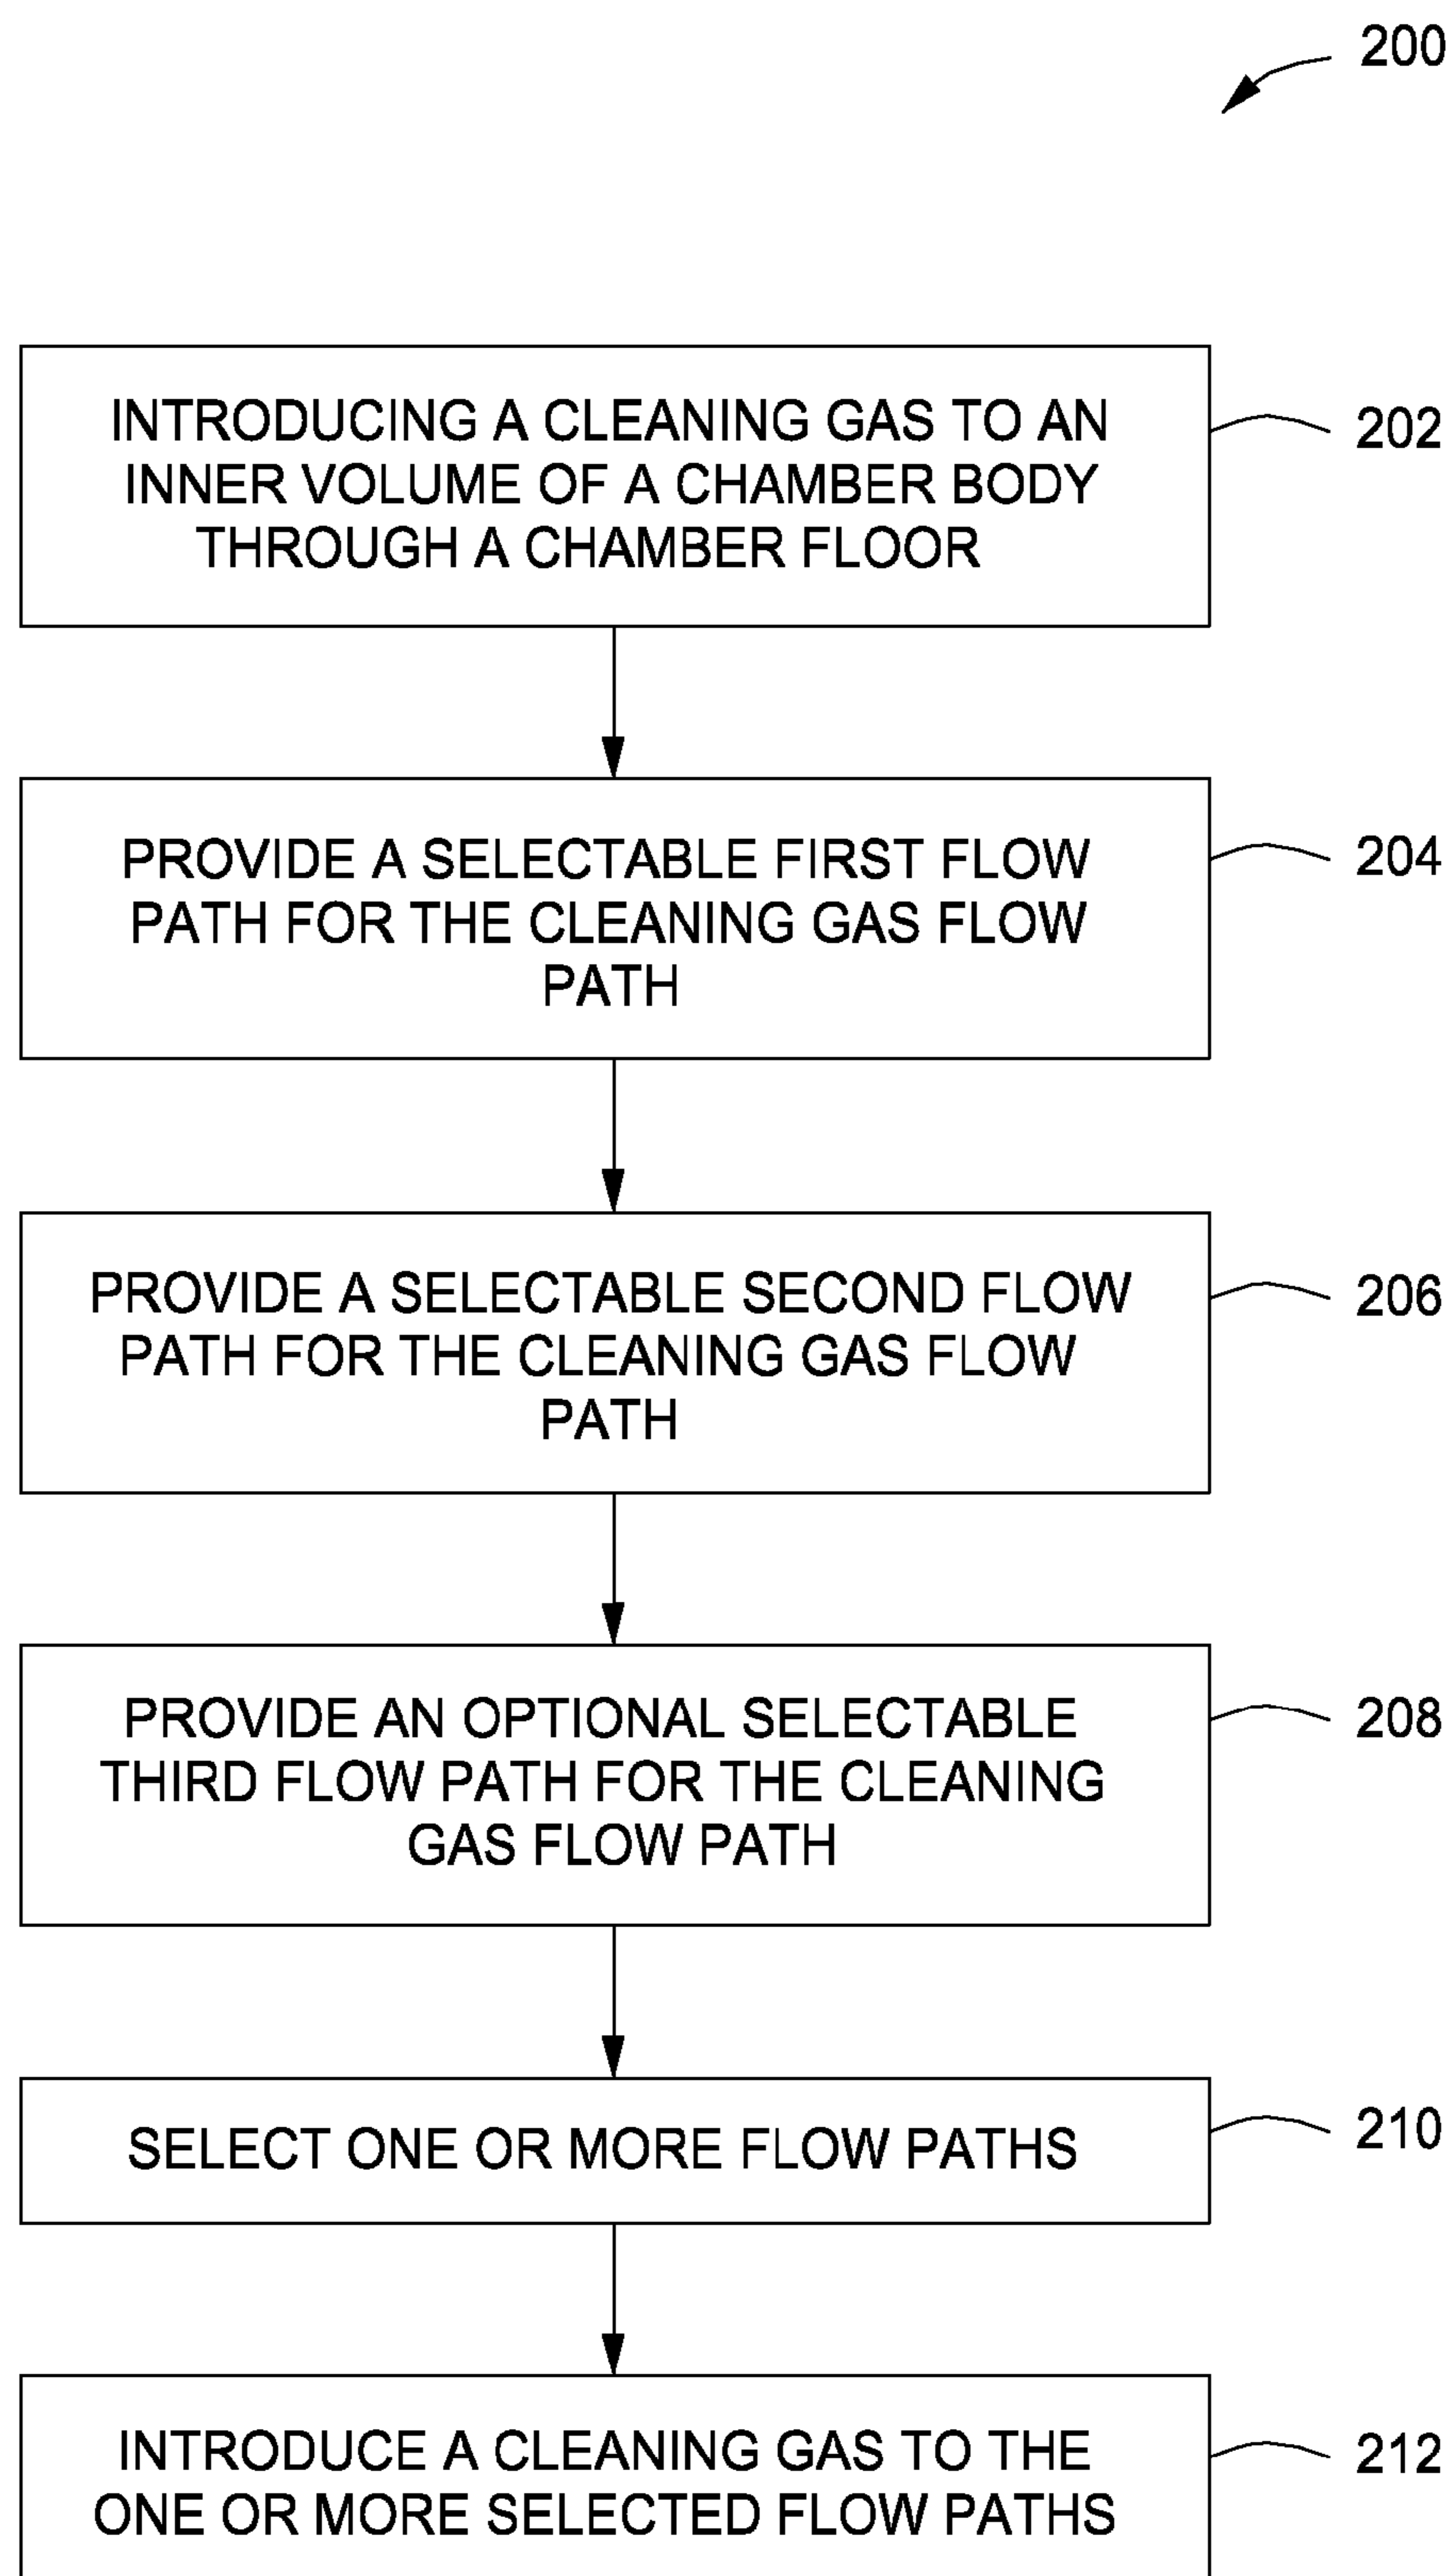 200
INTRODUCING A CLEANING GAS TO AN
INNER VOLUME OF A CHAMBER BODY
THROUGH A CHAMBER FLOOR
202
PROVIDE A SELECTABLE FIRST FLOW
PATH FOR THE CLEANING GAS FLOW
PATH
204
PROVIDE A SELECTABLE SECOND FLOW
PATH FOR THE CLEANING GAS FLOW
PATH
206
PROVIDE AN OPTIONAL SELECTABLE
THIRD FLOW PATH FOR THE CLEANING
GAS FLOW PATH
208
SELECT ONE OR MORE FLOW PATHS
210
INTRODUCE A CLEANING GAS TO THE
ONE OR MORE SELECTED FLOW PATHS
212